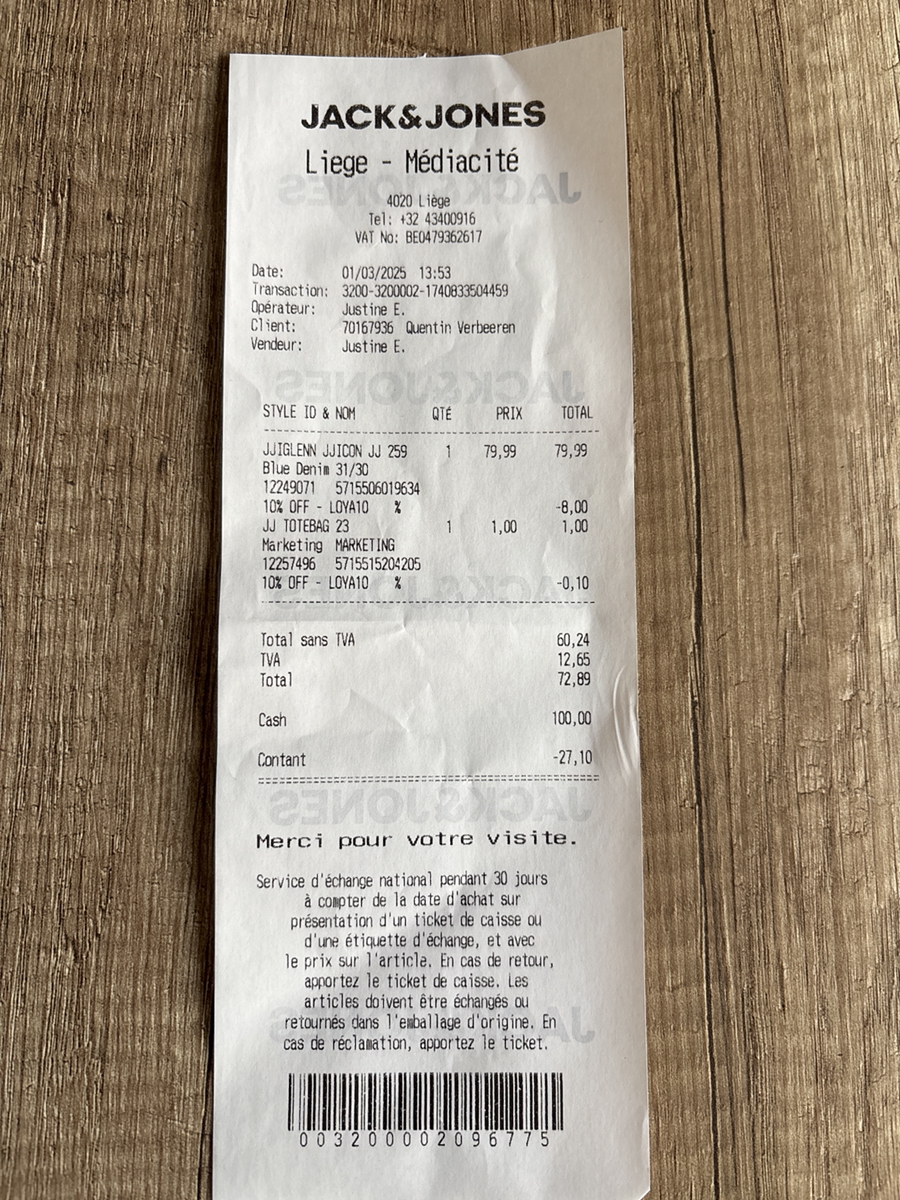 JACK&JONES
Liege - Médiacité
4020 Liège
Tel: +32 43400916
VAT No: BE0479362617
Date: 01/03/2025 13:53
Transaction: 3200-3200002-1740833504459
Opérateur: Justine E.
Client: 70167936 Quentin Verbeeren
Vendeur: Justine E.
STYLE ID & NOM QTÉ PRIX TOTAL
JJIGLENN JJICON JJ 259 1 79,99 79,99
Blue Denim 31/30
12249071 5715506019634
10% OFF - LOYA10 % -8,00
JJ TOTEBAG 23 1 1,00 1,00
Marketing MARKETING
12257496 5715515204205
10% OFF - LOYA10 % -0,10
Total sans TVA 60,24
TVA 12,65
Total 72,89
Cash 100,00
Contant -27,10
Merci pour votre visite.
Service d'échange national pendant 30 jours
à compter de la date d'achat sur
présentation d'un ticket de caisse ou
d'une étiquette d'échange, et avec
le prix sur l'article. En cas de retour,
apportez le ticket de caisse. Les
articles doivent être échangés ou
retournés dans l'emballage d'origine. En
cas de réclamation, apportez le ticket.
003200002096775